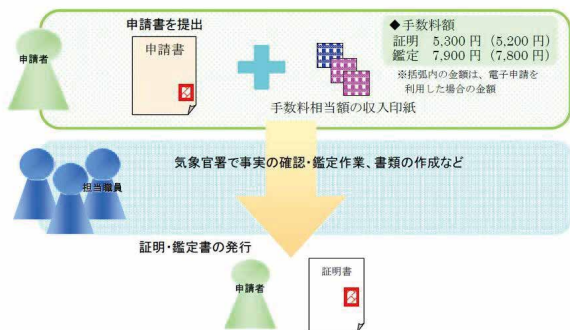 申請書を提出
申請者
申請書
◆手数料額
証明 5,300円(5,200円)
鑑定 7,900円(7,800円)
※括弧内の金額は、電子申請を
利用した場合の金額
手数料相当額の収入印紙
担当職員
気象官署で事実の確認・鑑定作業、書類の作成など
証明・鑑定書の発行
申請者
証明書